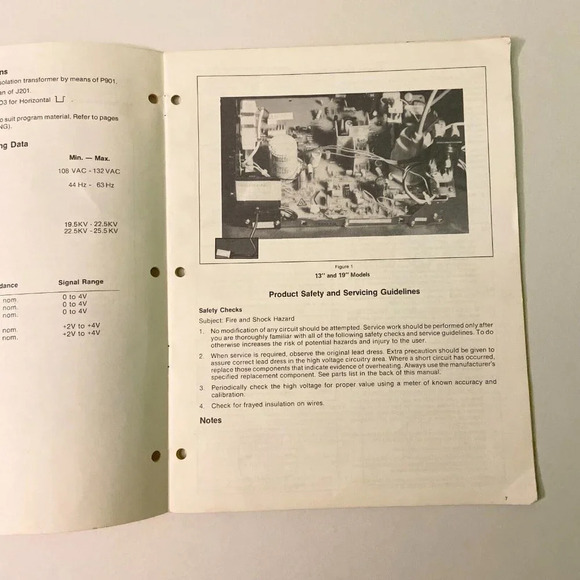 ns
solation transformer by means of P901.
an of J201.
03 for Horizontal
o suit program material. Refer to pages
NG).
ng Data
Min. — Max.
108 VAC - 132 VAC
44 Hz - 63 Hz
19.5KV - 22.5KV
22.5KV - 25.5 KV
dance Signal Range
nom. 0 to 4V
nom. 0 to 4V
nom. 0 to 4V
nom. +2V to +4V
nom. +2V to +4V
Figure 1
13" and 19" Models
Product Safety and Servicing Guidelines
Safety Checks
Subject: Fire and Shock Hazard
1. No modification of any circuit should be attempted. Service work should be performed only after
you are thoroughly familiar with all of the following safety checks and service guidelines. To do
otherwise increases the risk of potential hazards and injury to the user.
2. When service is required, observe the original lead dress. Extra precaution should be given to
assure correct lead dress in the high voltage circuitry area. Where a short circuit has occurred,
replace those components that indicate evidence of overheating. Always use the manufacturer's
specified replacement component. See parts list in the back of this manual.
3. Periodically check the high voltage for proper value using a meter of known accuracy and
calibration.
4. Check for frayed insulation on wires.
Notes
7